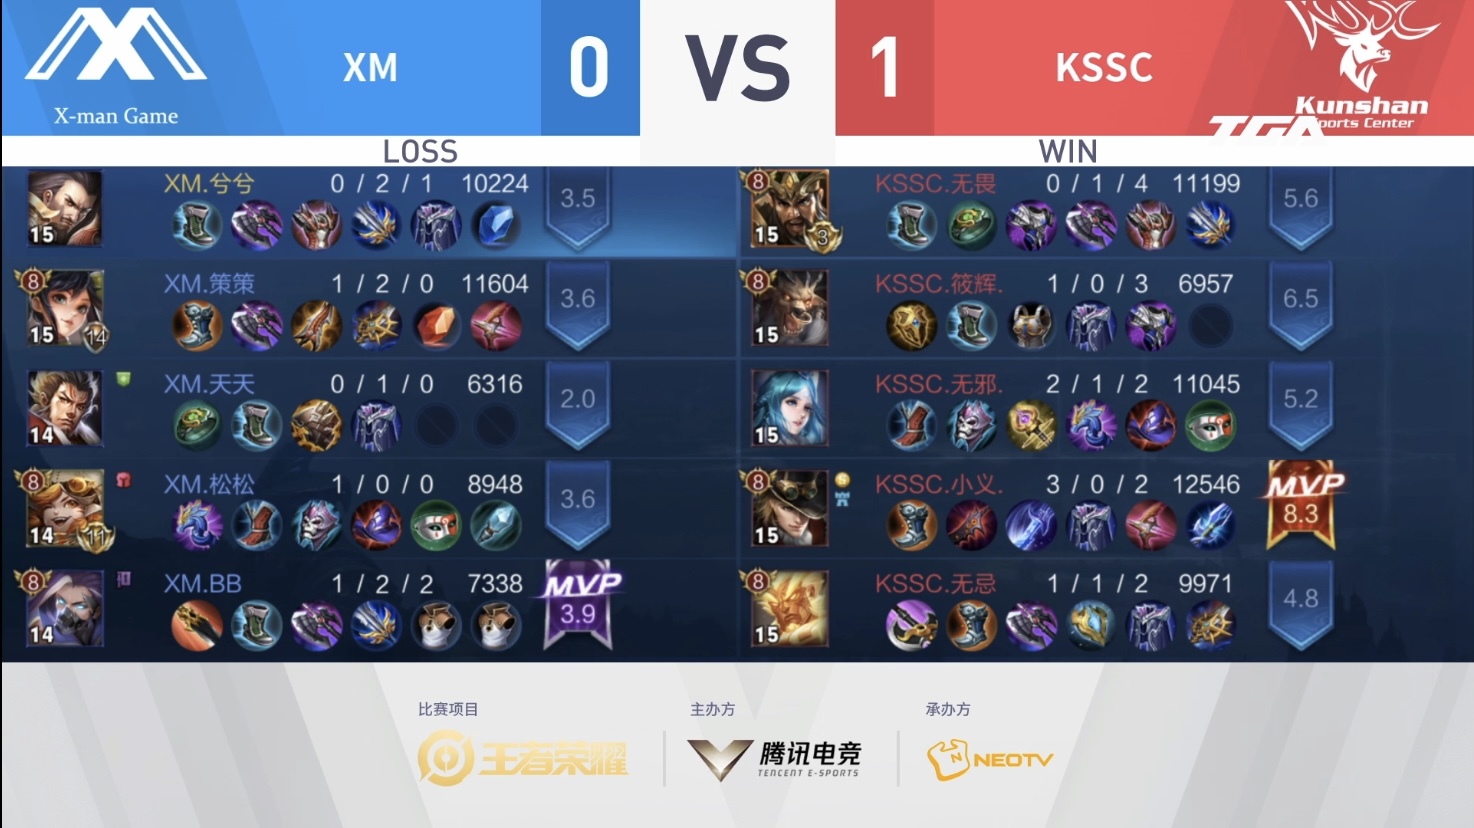 X-man Game
XM
0
VS
1
KSSC
Kunshan
ports Center
TGA
LOSS
WIN
15
XM.兮兮
0 / 2 / 1
10224
3.5
8
15
3
KSSC.无畏
0 / 1 / 4
11199
5.6
8
15
14
XM.策策
1 / 2 / 0
11604
3.6
8
15
KSSC.筱辉.
1 / 0 / 3
6957
6.5
14
XM.天天
0 / 1 / 0
6316
2.0
15
KSSC.无邪.
2 / 1 / 2
11045
5.2
8
14
11
XM.松松
1 / 0 / 0
8948
3.6
8
15
KSSC.小义.
3 / 0 / 2
12546
MVP
8.3
8
14
XM.BB
1 / 2 / 2
7338
MVP
3.9
8
15
KSSC.无忌
1 / 1 / 2
9971
4.8
比赛项目
主办方
承办方
王者荣耀
腾讯电竞
TENCENT E-SPORTS
N NEOTV